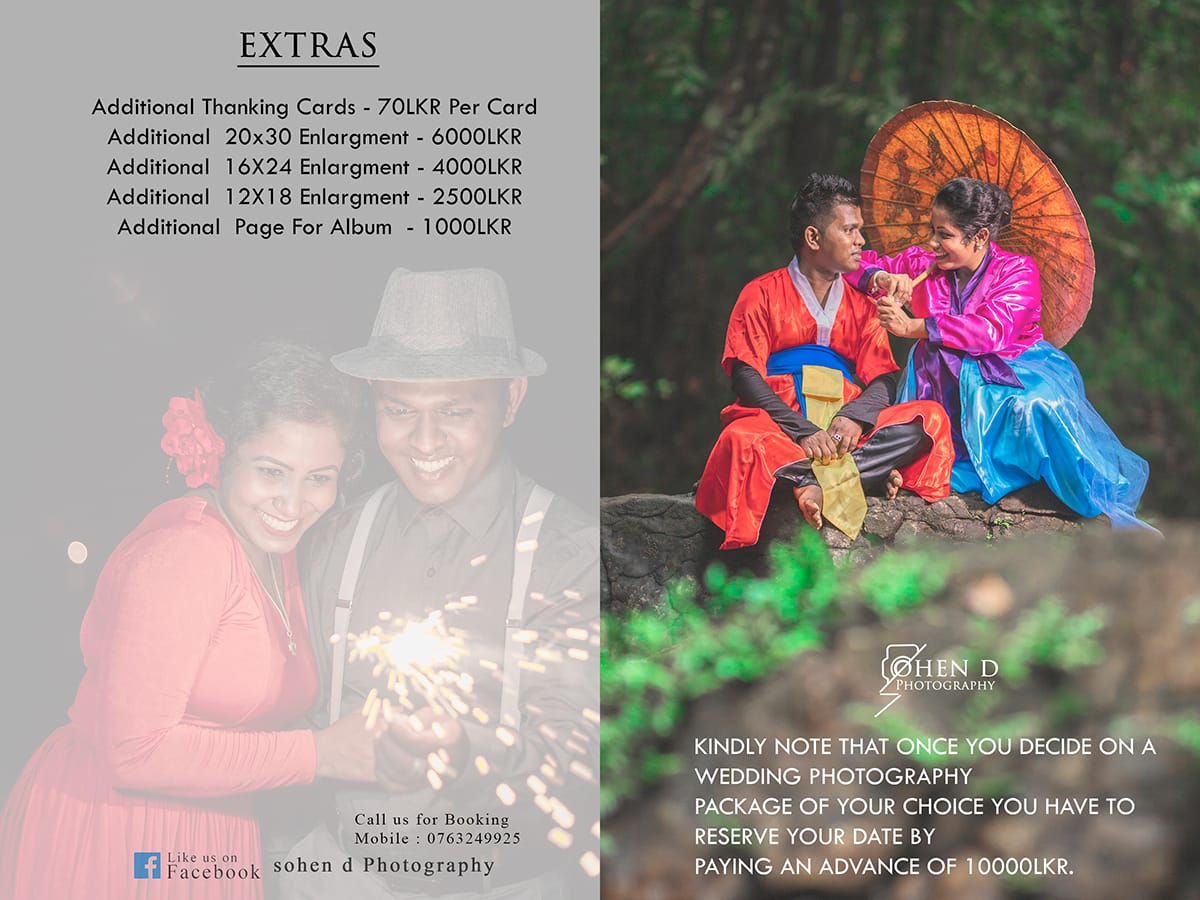 EXTRAS
Additional Thanking Cards - 70LKR Per Card
Additional 20x30 Enlargment - 6000LKR
Additional 16X24 Enlargment - 4000LKR
Additional 12X18 Enlargment - 2500LKR
Additional Page For Album - 1000LKR
Call us for Booking
Mobile : 0763249925
Like us on
Facebook
sohen d Photography
SOHEN D
PHOTOGRAPHY
KINDLY NOTE THAT ONCE YOU DECIDE ON A
WEDDING PHOTOGRAPHY
PACKAGE OF YOUR CHOICE YOU HAVE TO
RESERVE YOUR DATE BY
PAYING AN ADVANCE OF 10000LKR.